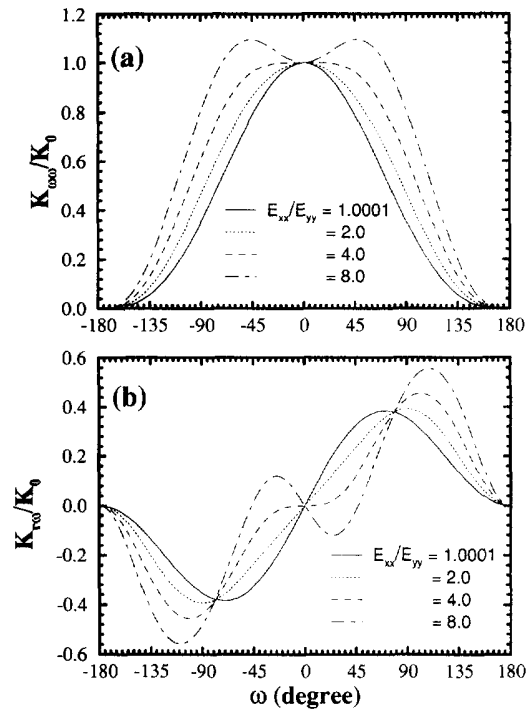 1.2
(a)
1.0
0.8
0.6
0.4
0.2
0.0
K_ωω/K_0
E_xx/E_yy = 1.0001
= 2.0
= 4.0
= 8.0
-180 -135 -90 -45 0 45 90 135 180
0.6
(b)
0.4
0.2
0.0
-0.2
-0.4
-0.6
K_rω/K_0
E_xx/E_yy = 1.0001
= 2.0
= 4.0
= 8.0
-180 -135 -90 -45 0 45 90 135 180
ω (degree)